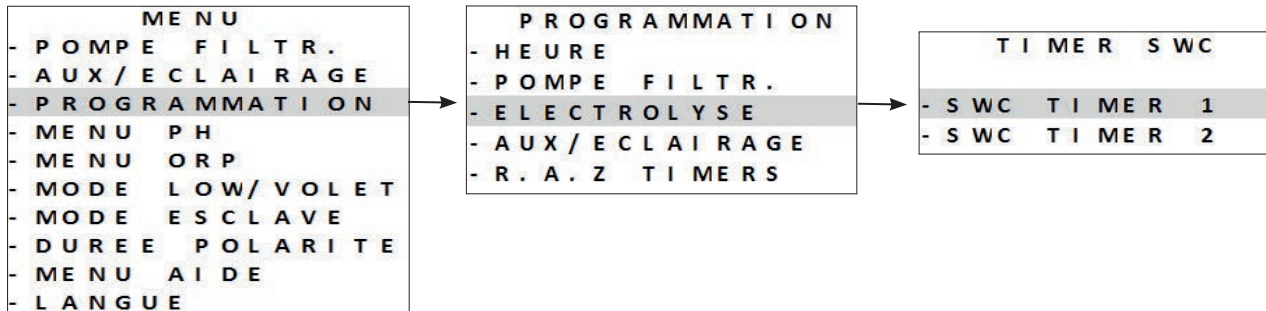 MENU
- POMPE FILTR.
- AUX/ECLAIRAGE
- PROGRAMMATION
- MENU PH
- MENU ORP
- MODE LOW/VOLET
- MODE ESCLAVE
- DUREE POLARITE
- MENU AIDE
- LANGUE
PROGRAMMATION
- HEURE
- POMPE FILTR.
- ELECTROLYSE
- AUX/ECLAIRAGE
- R.A.Z TIMERS
TIMER SWC
- SWC TIMER 1
- SWC TIMER 2